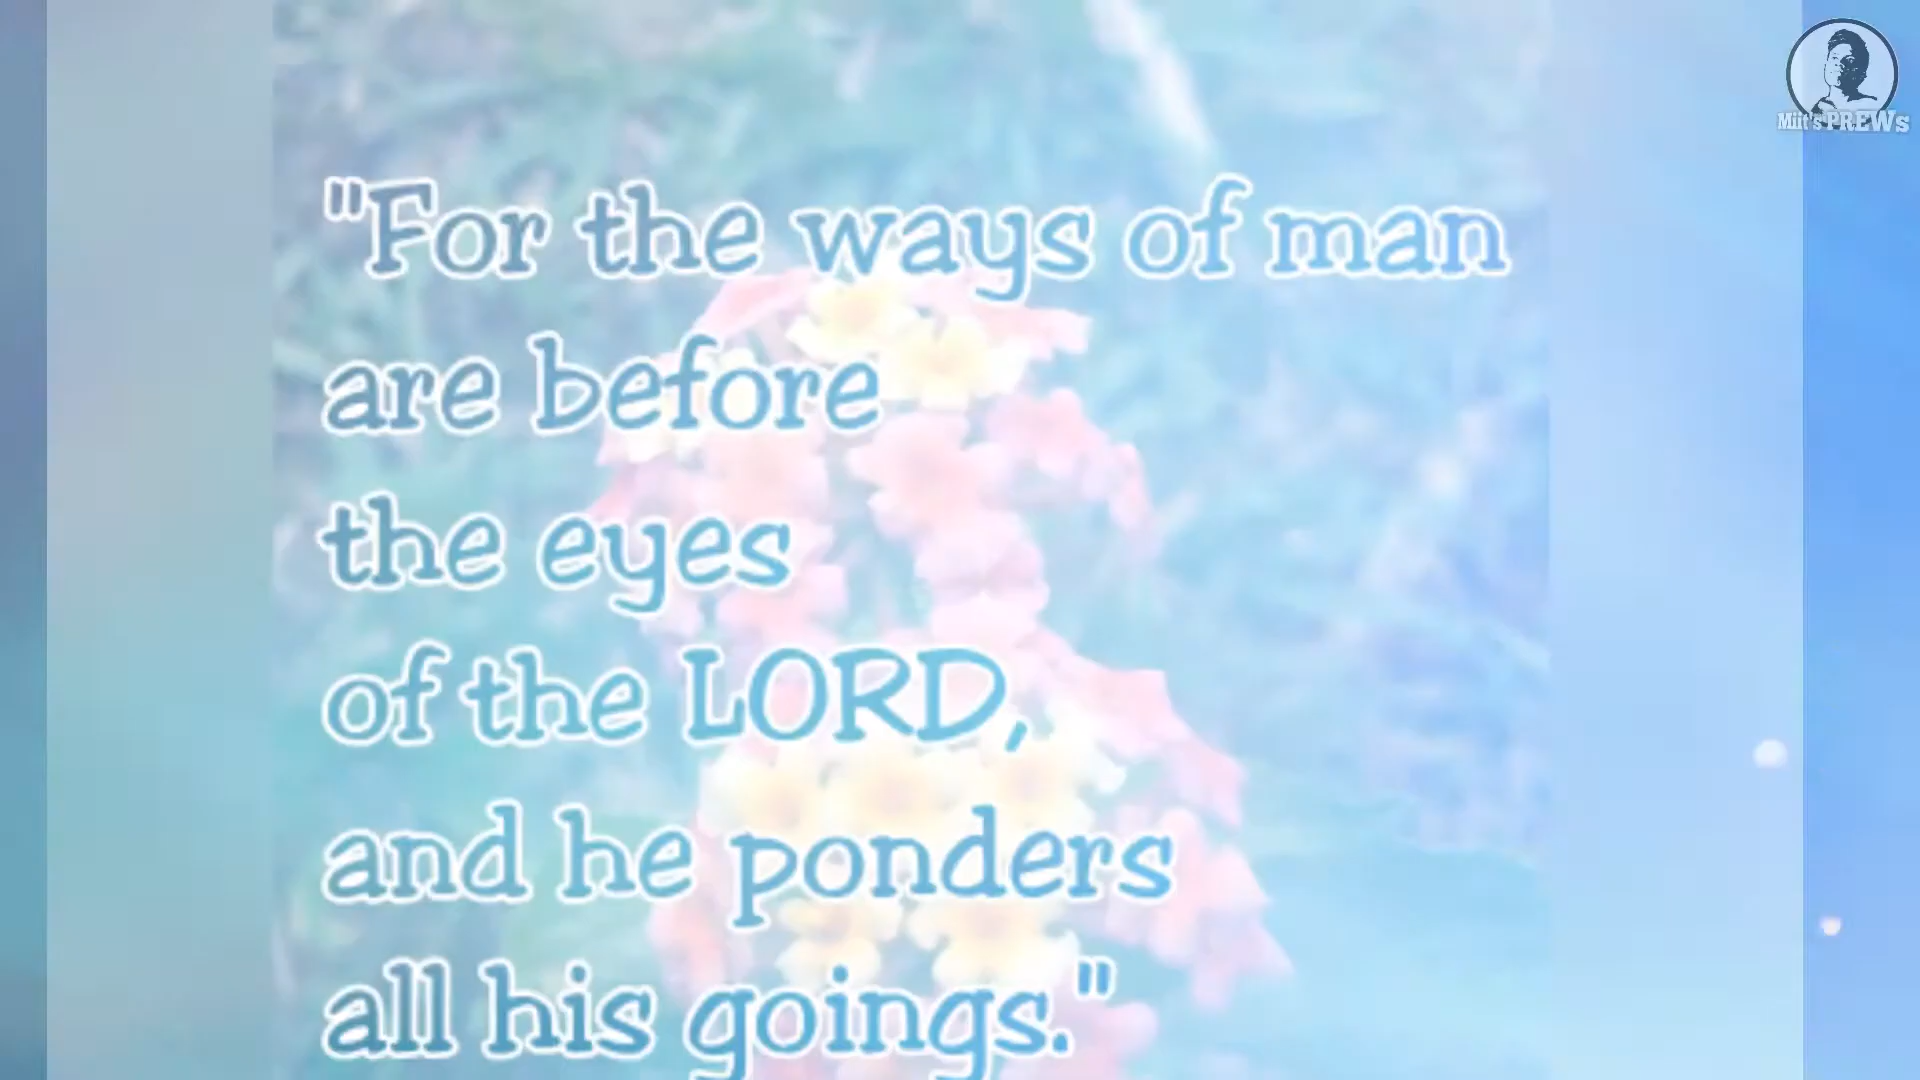 Miit's PREWs
"For the ways of man
are before
the eyes
of the LORD,
and he ponders
all his goings."